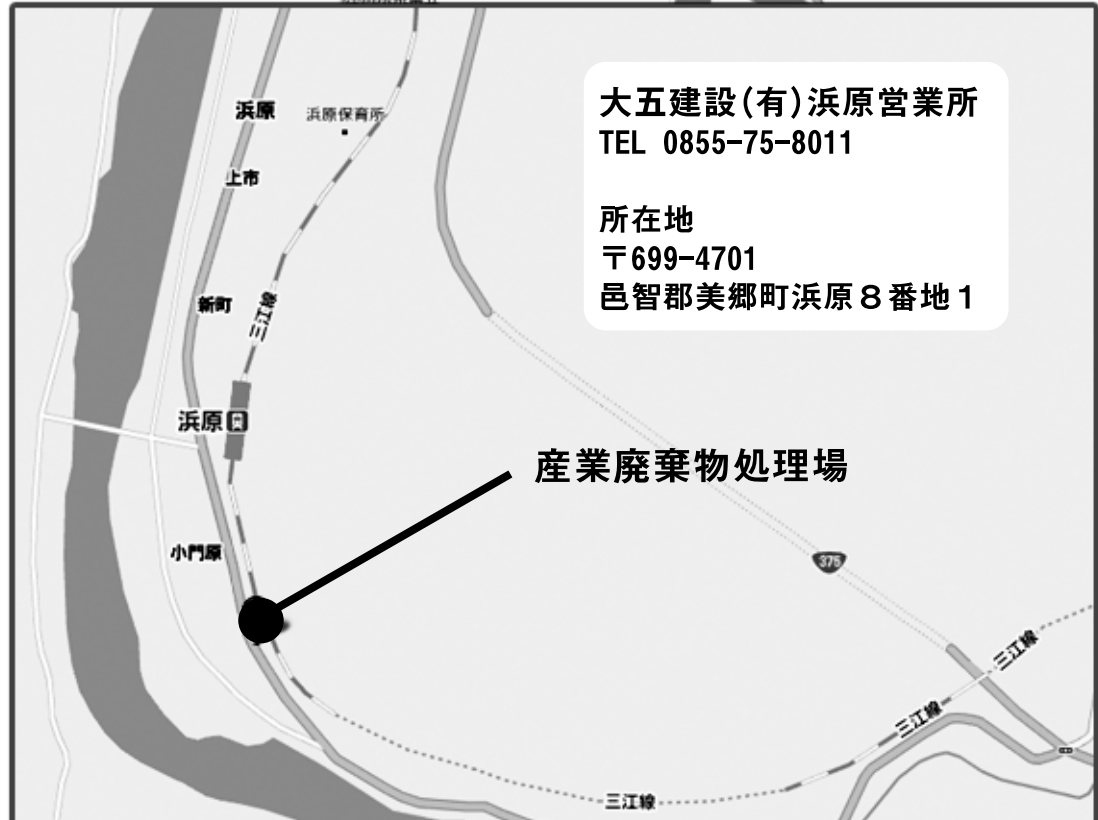 大五建設(有)浜原営業所
TEL 0855-75-8011
所在地
〒699-4701
邑智郡美郷町浜原８番地１
浜原
浜原保育所
上市
新町
三江線
浜原
産業廃棄物処理場
小門原
375
三江線
三江線
三江線